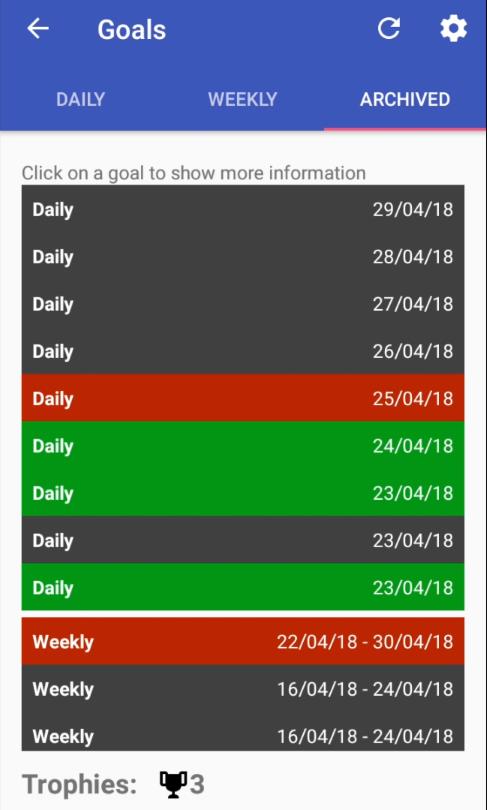 Goals
DAILY WEEKLY ARCHIVED
Click on a goal to show more information
Daily 29/04/18
Daily 28/04/18
Daily 27/04/18
Daily 26/04/18
Daily 25/04/18
Daily 24/04/18
Daily 23/04/18
Daily 23/04/18
Daily 23/04/18
Weekly 22/04/18 - 30/04/18
Weekly 16/04/18 - 24/04/18
Weekly 16/04/18 - 24/04/18
Trophies: 3